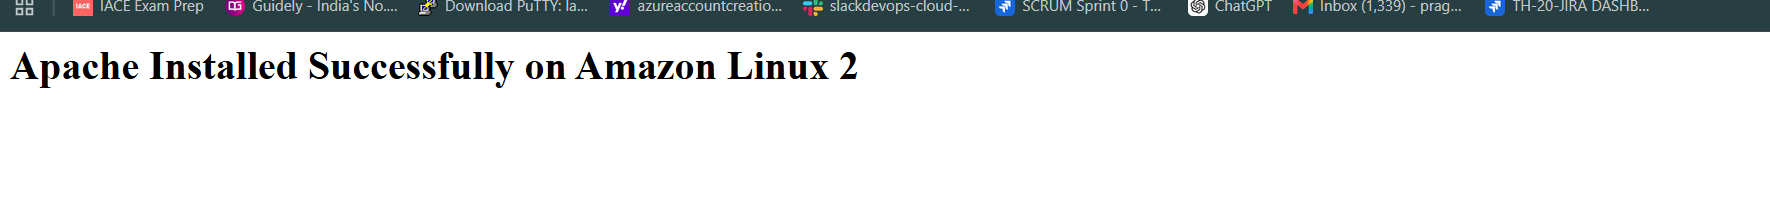 IACE IACE Exam Prep Guidely - India's No.... Download PuTTY: la... azureaccountcreatio... slackdevops-cloud-... SCRUM Sprint 0 - T... ChatGPT Inbox (1,339) - prag... TH-20-JIRA DASHB...
Apache Installed Successfully on Amazon Linux 2